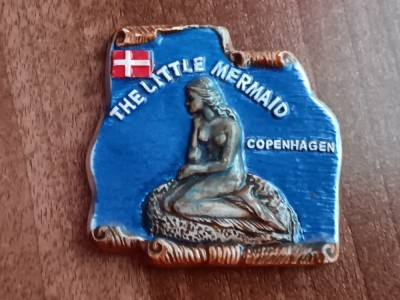 THE LITTLE MERMAID
COPENHAGEN